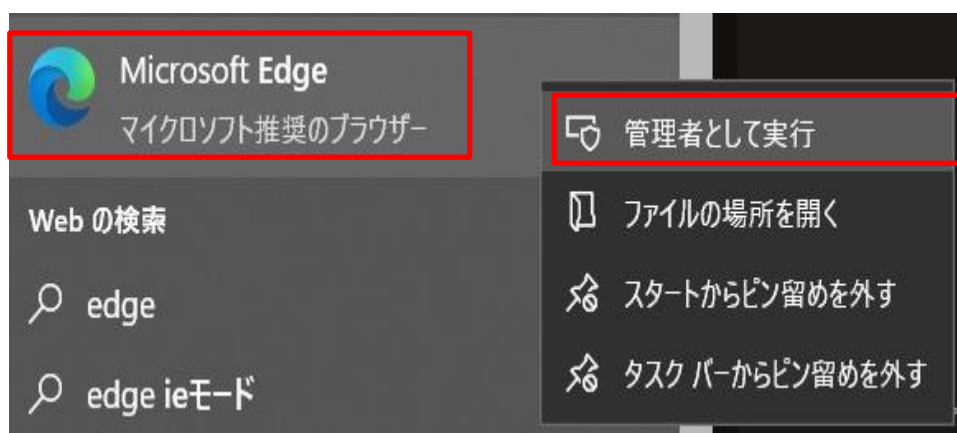 Microsoft Edge
マイクロソフト推奨のブラウザー
管理者として実行
Web の検索
ファイルの場所を開く
edge
スタートからピン留めを外す
edge ieモード
タスク バーからピン留めを外す